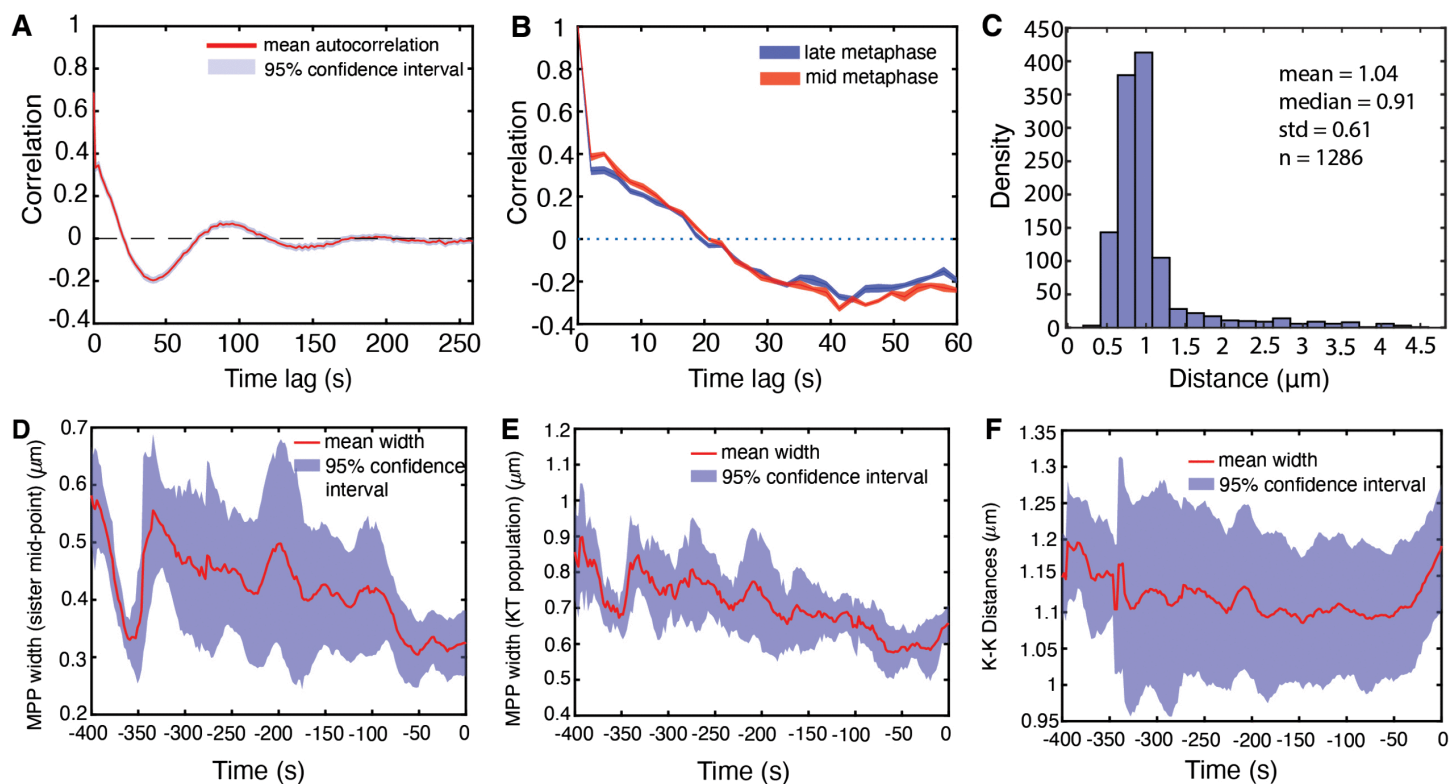 A
mean autocorrelation
95% confidence interval
Correlation
1
0.8
0.6
0.4
0.2
0
-0.2
-0.4
0 50 100 150 200 250
Time lag (s)
B
late metaphase
mid metaphase
Correlation
1
0.8
0.6
0.4
0.2
0
-0.2
-0.4
0 10 20 30 40 50 60
Time lag (s)
C
mean = 1.04
median = 0.91
std = 0.61
n = 1286
Density
450
400
350
300
250
200
150
100
50
0
0 0.5 1 1.5 2 2.5 3 3.5 4 4.5
Distance (µm)
D
mean width
95% confidence
interval
MPP width (sister mid-point) (µm)
0.7
0.6
0.5
0.4
0.3
0.2
-400 -350 -300 -250 -200 -150 -100 -50 0
Time (s)
E
mean width
95% confidence interval
MPP width (KT population) (µm)
1.2
1.1
1
0.9
0.8
0.7
0.6
0.5
0.4
-400 -350 -300 -250 -200 -150 -100 -50 0
Time (s)
F
mean width
95% confidence interval
K-K Distances (µm)
1.35
1.3
1.25
1.2
1.15
1.1
1.05
1
0.95
-400 -350 -300 -250 -200 -150 -100 -50 0
Time (s)